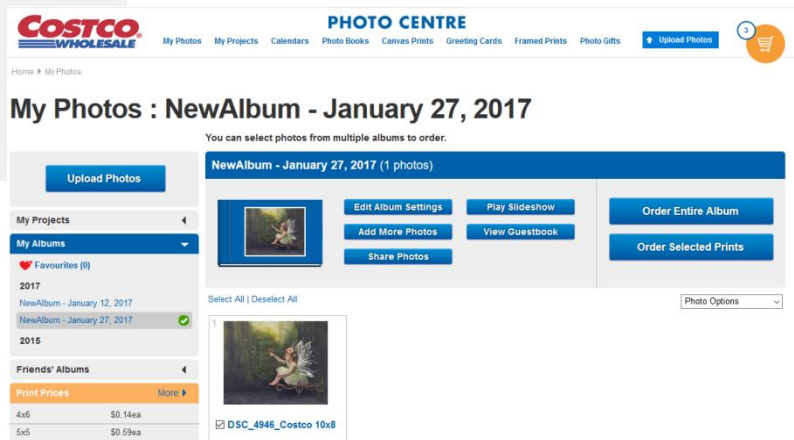 COSTCO
WHOLESALE
PHOTO CENTRE
My Photos My Projects Calendars Photo Books Canvas Prints Greeting Cards Framed Prints Photo Gifts Upload Photos 3
Home My Photos
My Photos : NewAlbum - January 27, 2017
You can select photos from multiple albums to order.
Upload Photos
My Projects
My Albums
Favourites (0)
2017
NewAlbum - January 12, 2017
NewAlbum - January 27, 2017
2015
Friends' Albums
Print Prices More
4x6 $0.14ea
5x5 $0.59ea
NewAlbum - January 27, 2017 (1 photos)
Edit Album Settings Play Slideshow
Add More Photos View Guestbook
Share Photos
Order Entire Album
Order Selected Prints
Select All | Deselect All
Photo Options
1
DSC_4946_Costco 10x8